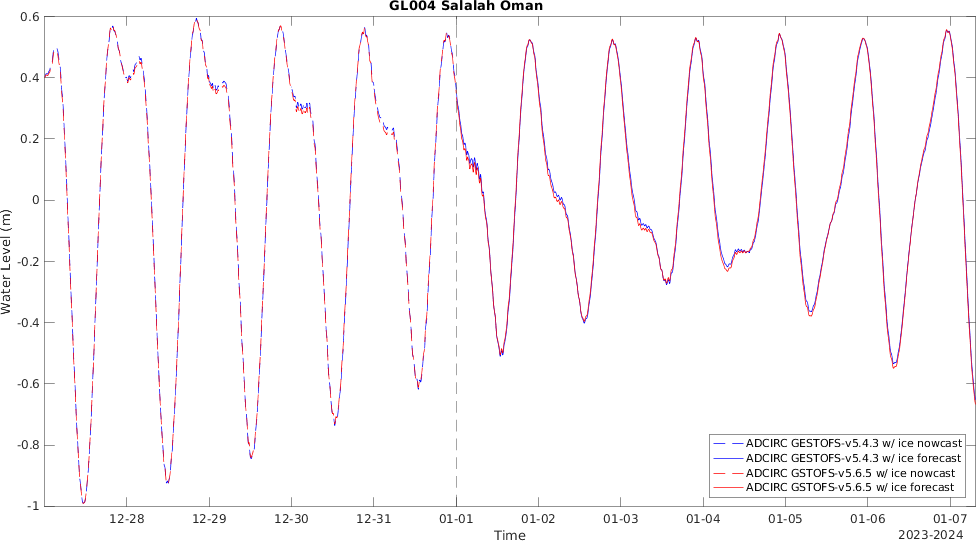 GL004 Salalah Oman
0.6
0.4
0.2
0
-0.2
-0.4
-0.6
-0.8
-1
Water Level (m)
ADCIRC GESTOFS-v5.4.3 w/ ice nowcast
ADCIRC GESTOFS-v5.4.3 w/ ice forecast
ADCIRC GSTOFS-v5.6.5 w/ ice nowcast
ADCIRC GSTOFS-v5.6.5 w/ ice forecast
12-28 12-29 12-30 12-31 01-01 01-02 01-03 01-04 01-05 01-06 01-07
Time
2023-2024